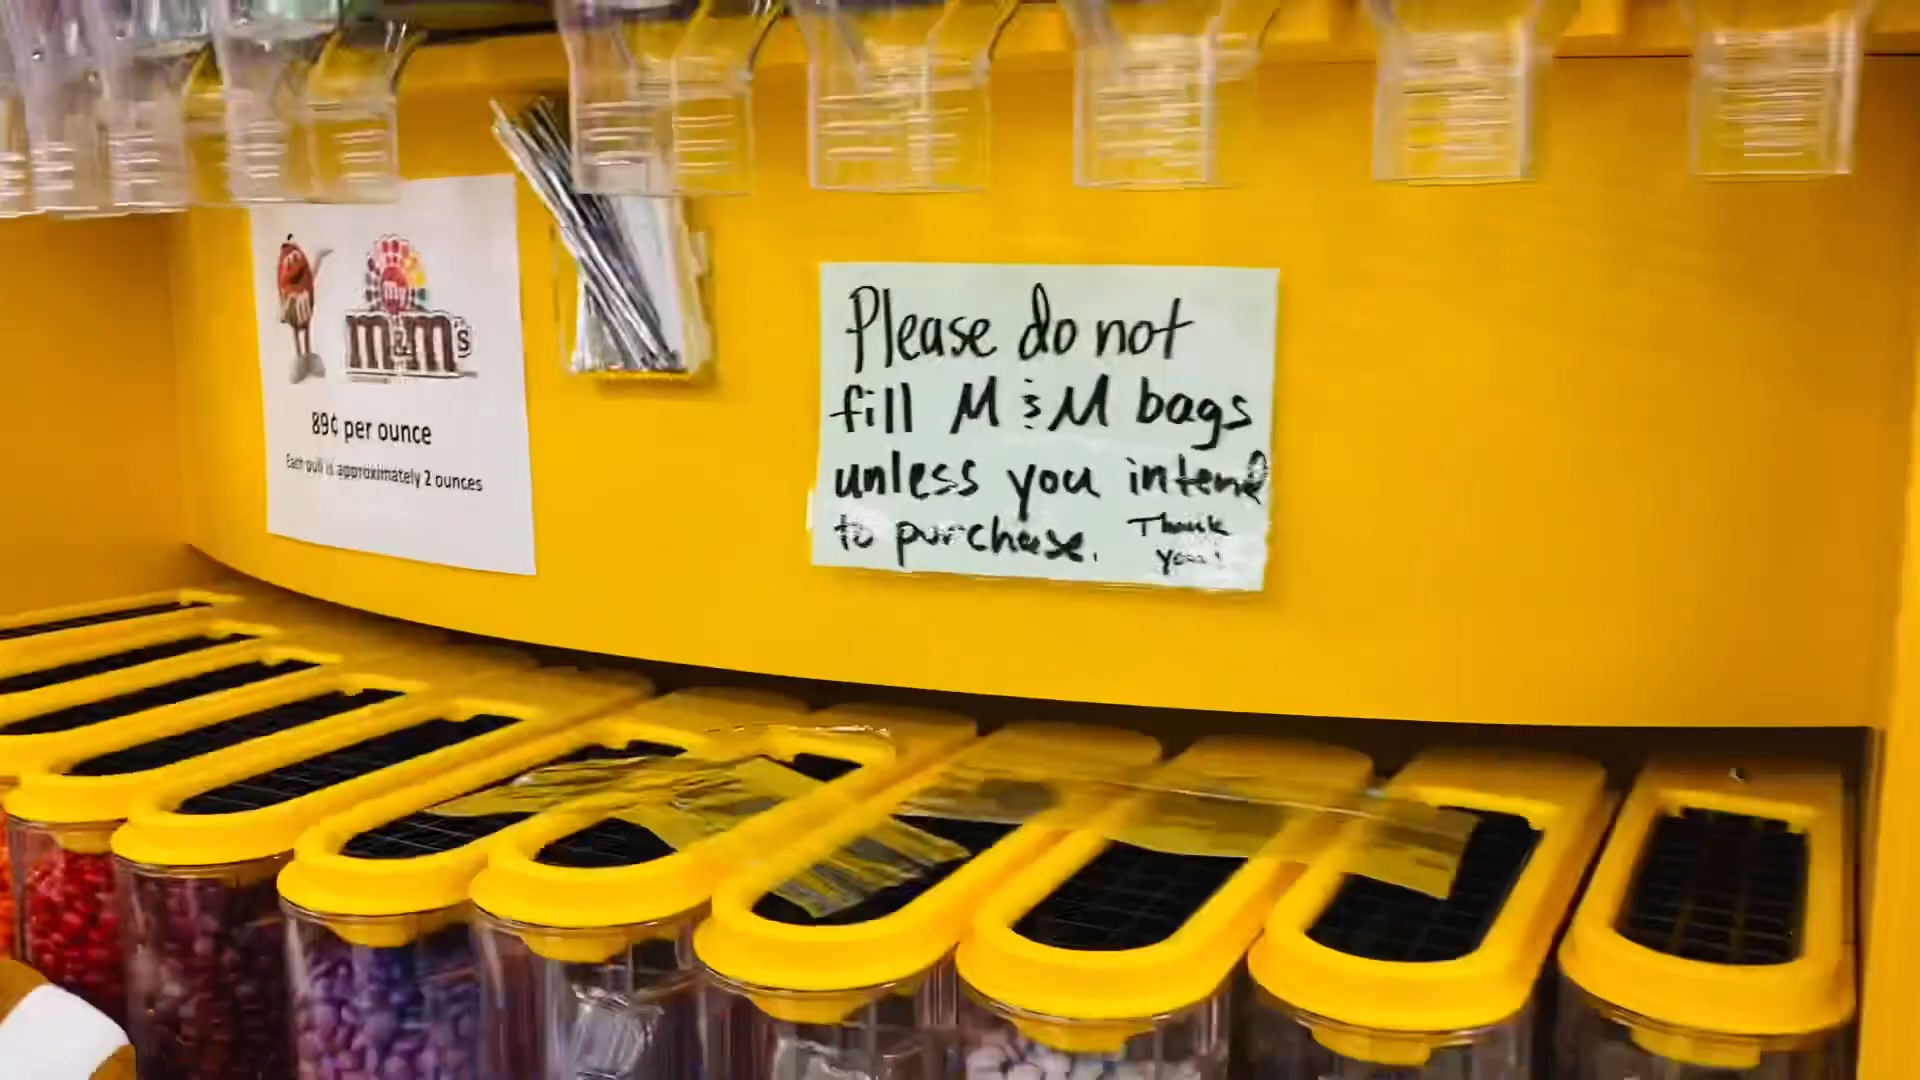 my
m&m's
89¢ per ounce
Each pull is approximately 2 ounces
Please do not
fill M&M bags
unless you intend
to purchase. Thank
you!